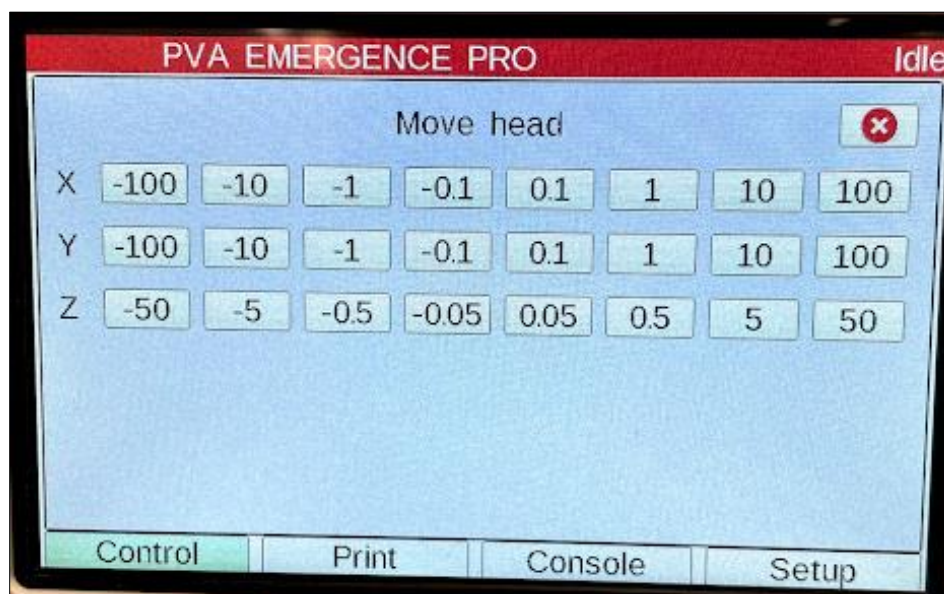 PVA EMERGENCE PRO Idle
Move head
X -100 -10 -1 -0.1 0.1 1 10 100
Y -100 -10 -1 -0.1 0.1 1 10 100
Z -50 -5 -0.5 -0.05 0.05 0.5 5 50
Control Print Console Setup